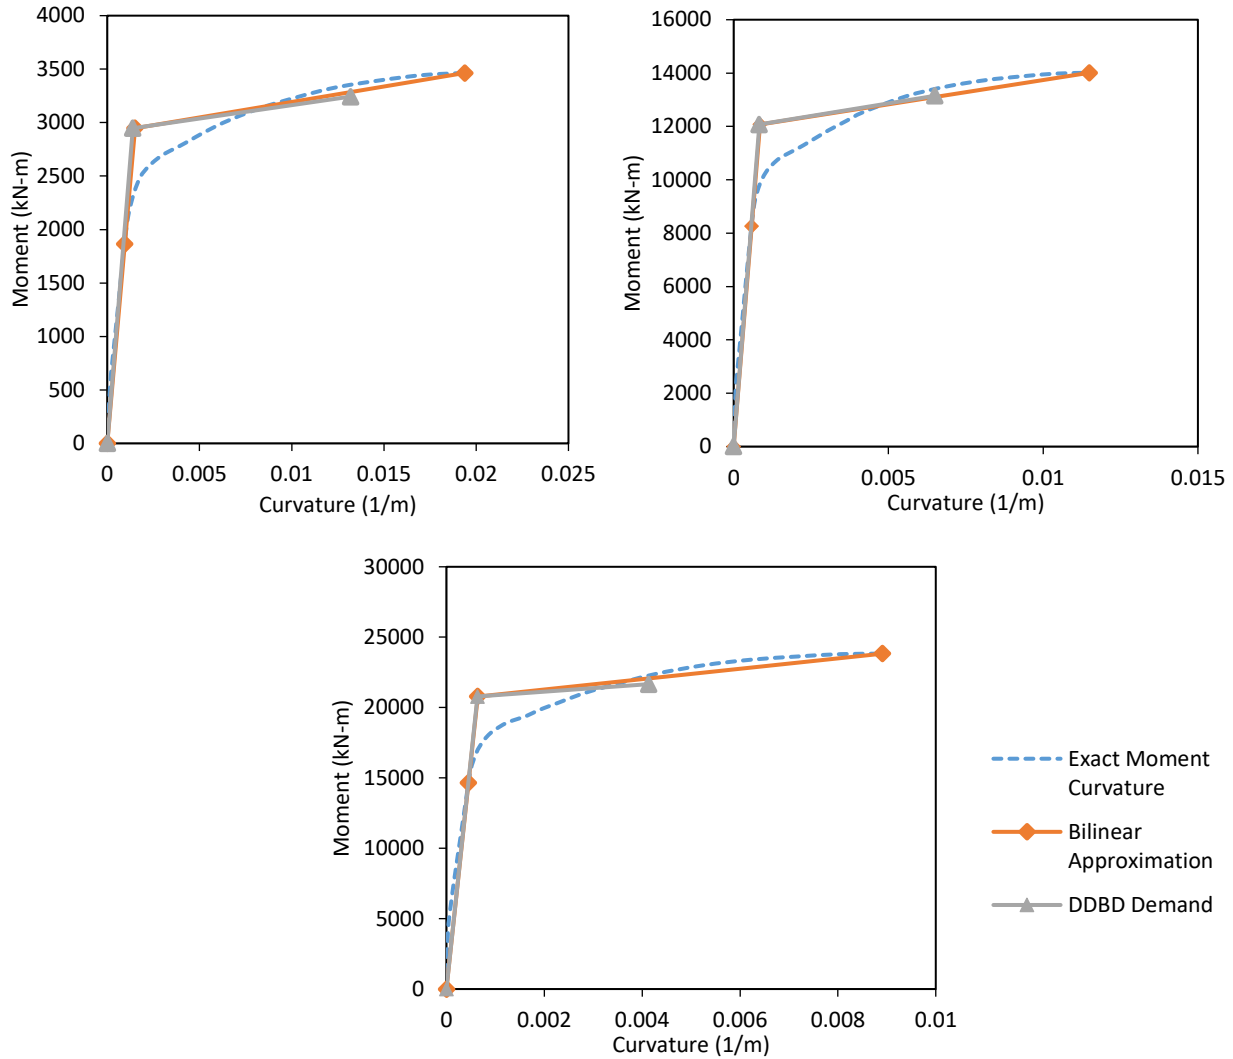 4000
3500
3000
2500
2000
1500
1000
500
0
Moment (kN-m)
0 0.005 0.01 0.015 0.02 0.025
Curvature (1/m)
16000
14000
12000
10000
8000
6000
4000
2000
0
Moment (kN-m)
0 0.005 0.01 0.015
Curvature (1/m)
30000
25000
20000
15000
10000
5000
0
Moment (kN-m)
0 0.002 0.004 0.006 0.008 0.01
Curvature (1/m)
Exact Moment
Curvature
Bilinear
Approximation
DDBD Demand